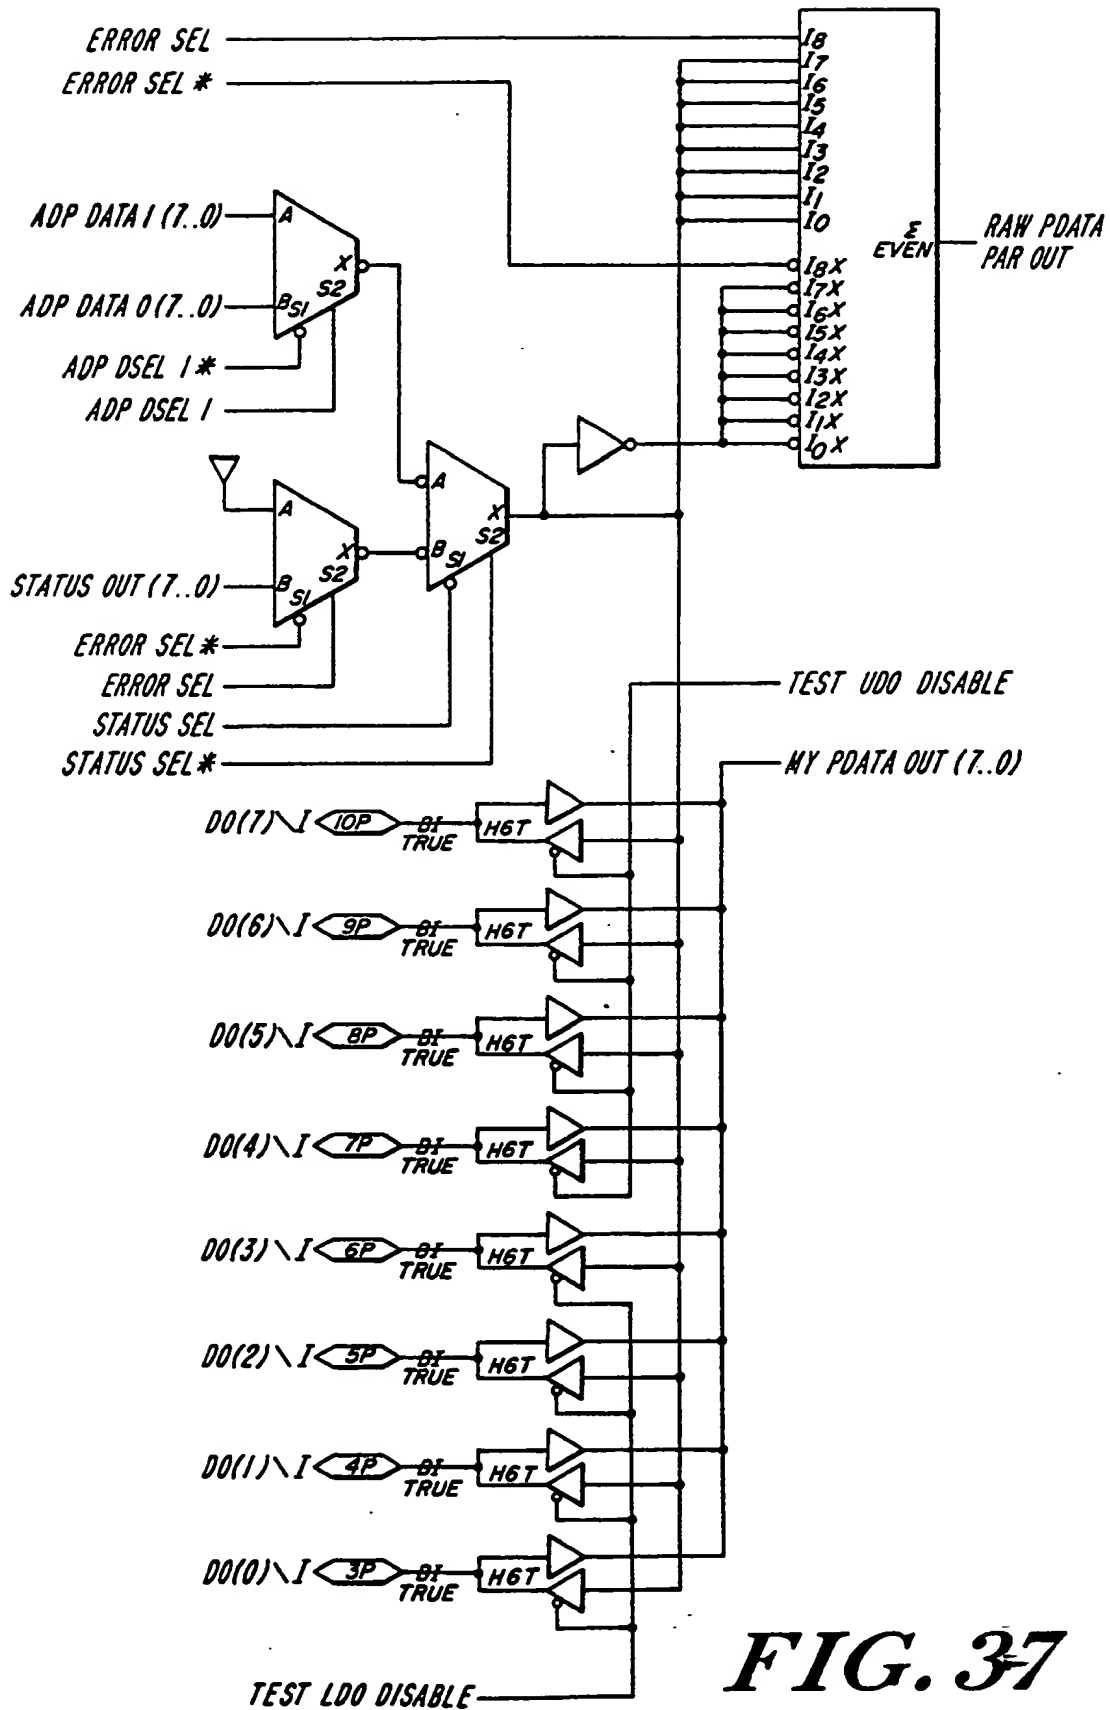 ERROR SEL
ERROR SEL *
I8
I7
I6
I5
I4
I3
I2
I1
I0
I8X
I7X
I6X
I5X
I4X
I3X
I2X
I1X
I0X
Σ
EVEN
RAW PDATA
PAR OUT
ADP DATA 1 (7..0)
A
X
S2
ADP DATA 0 (7..0)
B
S1
ADP DSEL 1 *
ADP DSEL 1
A
X
S2
STATUS OUT (7..0)
B
S1
A
X
S2
B
S1
ERROR SEL *
ERROR SEL
STATUS SEL
STATUS SEL *
TEST UDO DISABLE
MY PDATA OUT (7..0)
DO(7)\I 10P BI TRUE H6T
DO(6)\I 9P BI TRUE H6T
DO(5)\I 8P BI TRUE H6T
DO(4)\I 7P BI TRUE H6T
DO(3)\I 6P BI TRUE H6T
DO(2)\I 5P BI TRUE H6T
DO(1)\I 4P BI TRUE H6T
DO(0)\I 3P BI TRUE H6T
TEST LDO DISABLE
FIG. 37